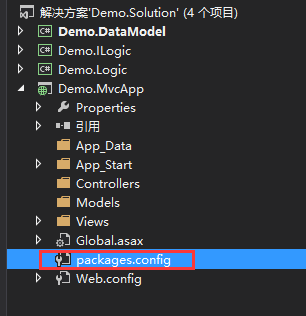 解决方案'Demo.Solution' (4 个项目)
C# Demo.DataModel
C# Demo.ILogic
C# Demo.Logic
Demo.MvcApp
Properties
引用
App_Data
App_Start
Controllers
Models
Views
Global.asax
packages.config
Web.config